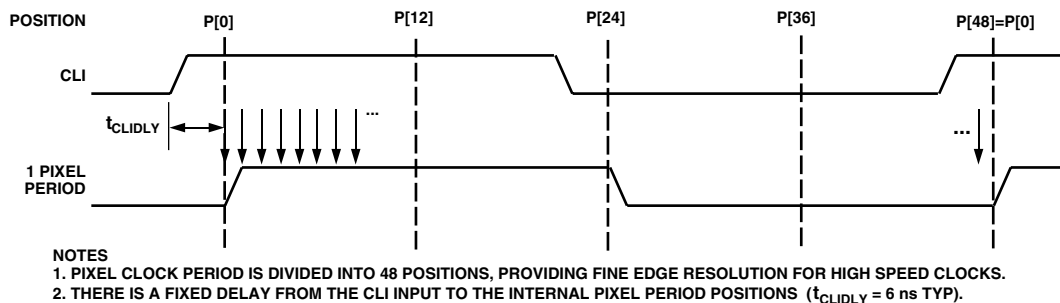 POSITION P[0] P[12] P[24] P[36] P[48]=P[0]
CLI
tCLIDLY ... ...
1 PIXEL
PERIOD
NOTES
1. PIXEL CLOCK PERIOD IS DIVIDED INTO 48 POSITIONS, PROVIDING FINE EDGE RESOLUTION FOR HIGH SPEED CLOCKS.
2. THERE IS A FIXED DELAY FROM THE CLI INPUT TO THE INTERNAL PIXEL PERIOD POSITIONS (tCLIDLY = 6 ns TYP).